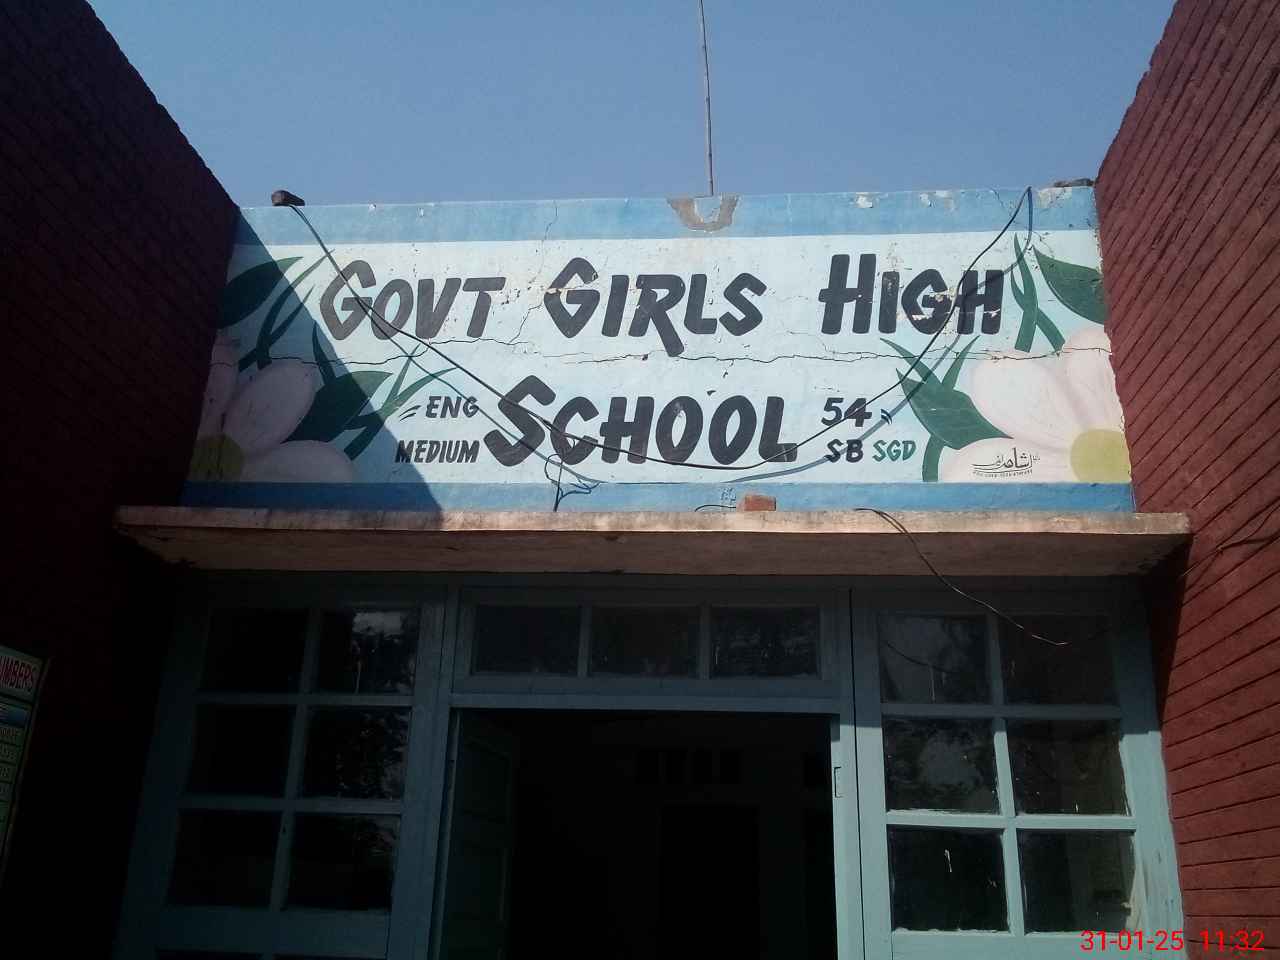 GOVT GIRLS HIGH
ENG MEDIUM SCHOOL 54 SB SGD
31-01-25 11:32